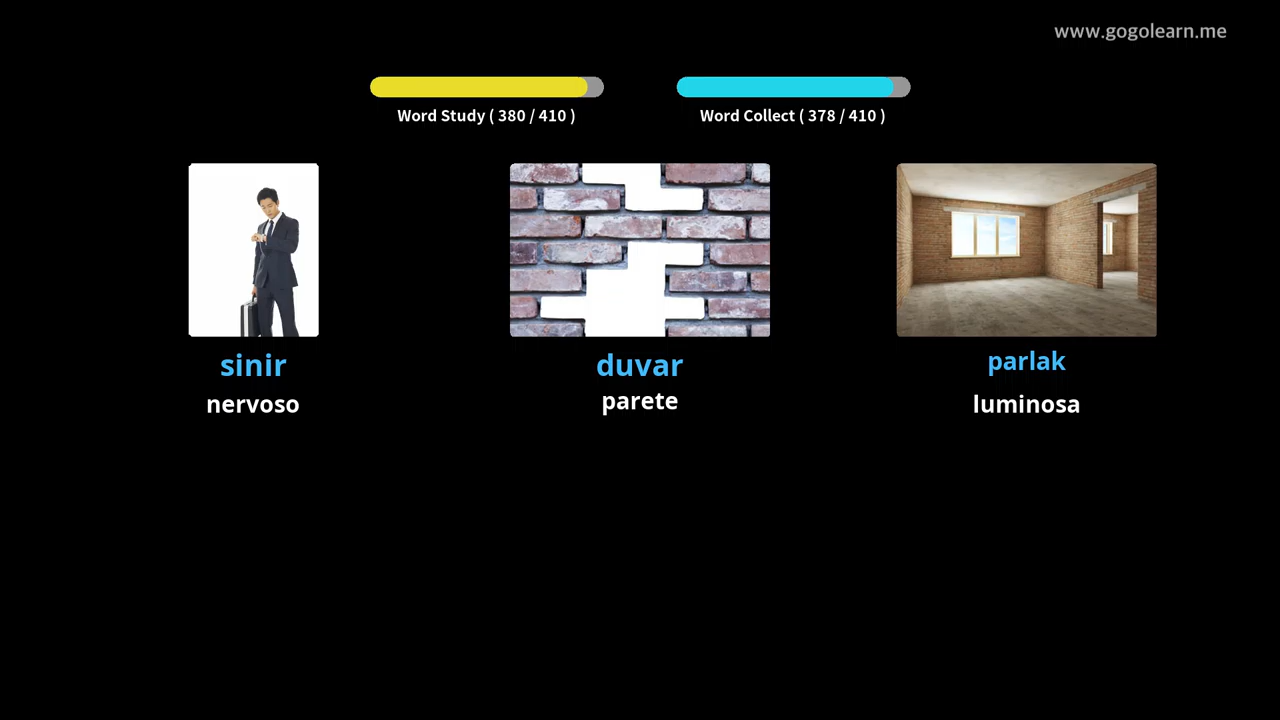 www.gogolearn.me
Word Study ( 380 / 410 )
Word Collect ( 378 / 410 )
sinir
nervoso
duvar
parete
parlak
luminosa